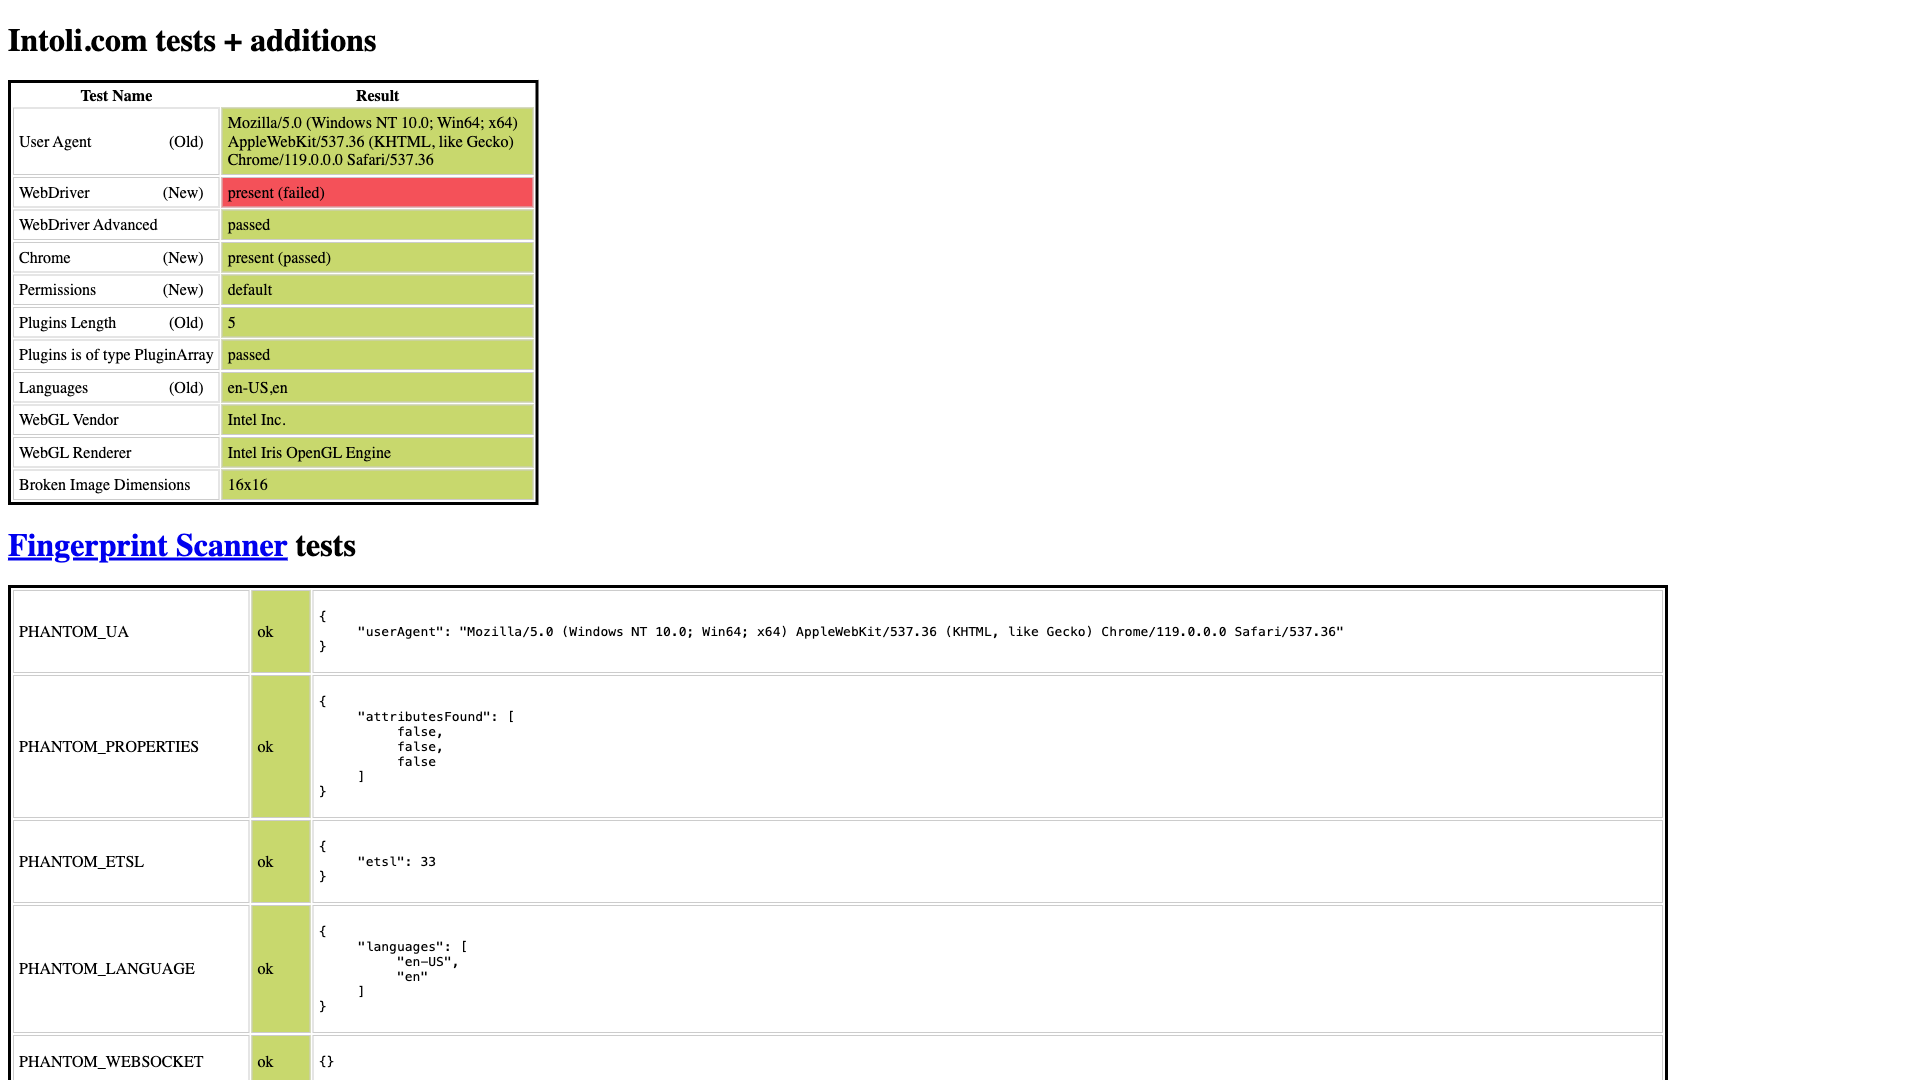 Intoli.com tests + additions
Test Name Result
User Agent (Old) Mozilla/5.0 (Windows NT 10.0; Win64; x64)
AppleWebKit/537.36 (KHTML, like Gecko)
Chrome/119.0.0.0 Safari/537.36
WebDriver (New) present (failed)
WebDriver Advanced passed
Chrome (New) present (passed)
Permissions (New) default
Plugins Length (Old) 5
Plugins is of type PluginArray passed
Languages (Old) en-US,en
WebGL Vendor Intel Inc.
WebGL Renderer Intel Iris OpenGL Engine
Broken Image Dimensions 16x16
Fingerprint Scanner tests
PHANTOM_UA ok
{
"userAgent": "Mozilla/5.0 (Windows NT 10.0; Win64; x64) AppleWebKit/537.36 (KHTML, like Gecko) Chrome/119.0.0.0 Safari/537.36"
}
PHANTOM_PROPERTIES ok
{
"attributesFound": [
false,
false,
false
]
}
PHANTOM_ETSL ok
{
"etsl": 33
}
PHANTOM_LANGUAGE ok
{
"languages": [
"en-US",
"en"
]
}
PHANTOM_WEBSOCKET ok {}